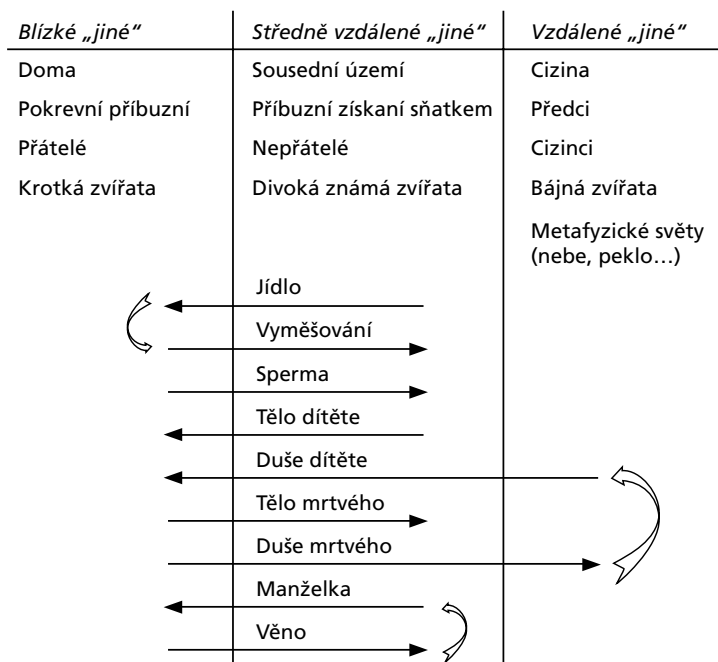 Blízké „jiné“ Středně vzdálené „jiné“ Vzdálené „jiné“
Doma Sousední území Cizina
Pokrevní příbuzní Příbuzní získaní sňatkem Předci
Přátelé Nepřátelé Cizinci
Krotká zvířata Divoká známá zvířata Bájná zvířata
Metafyzické světy
(nebe, peklo…)
Jídlo
Vyměšování
Sperma
Tělo dítěte
Duše dítěte
Tělo mrtvého
Duše mrtvého
Manželka
Věno